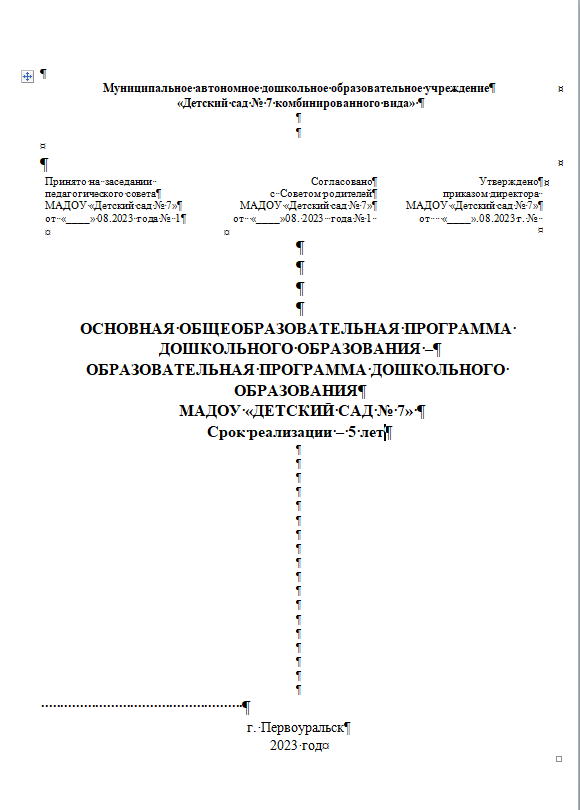 Муниципальное автономное дошкольное образовательное учреждение
«Детский сад № 7 комбинированного вида»
Принято на заседании
педагогического совета
МАДОУ «Детский сад № 7»
от «____» 08.2023 года № 1
Согласовано
с Советом родителей
МАДОУ «Детский сад № 7»
от «____»08. 2023 года № 1
Утверждено
приказом директора
МАДОУ «Детский сад № 7»
от «____».08.2023 г. №
ОСНОВНАЯ ОБЩЕОБРАЗОВАТЕЛЬНАЯ ПРОГРАММА
ДОШКОЛЬНОГО ОБРАЗОВАНИЯ –
ОБРАЗОВАТЕЛЬНАЯ ПРОГРАММА ДОШКОЛЬНОГО
ОБРАЗОВАНИЯ
МАДОУ «ДЕТСКИЙ САД № 7»
Срок реализации – 5 лет
г. Первоуральск
2023 год